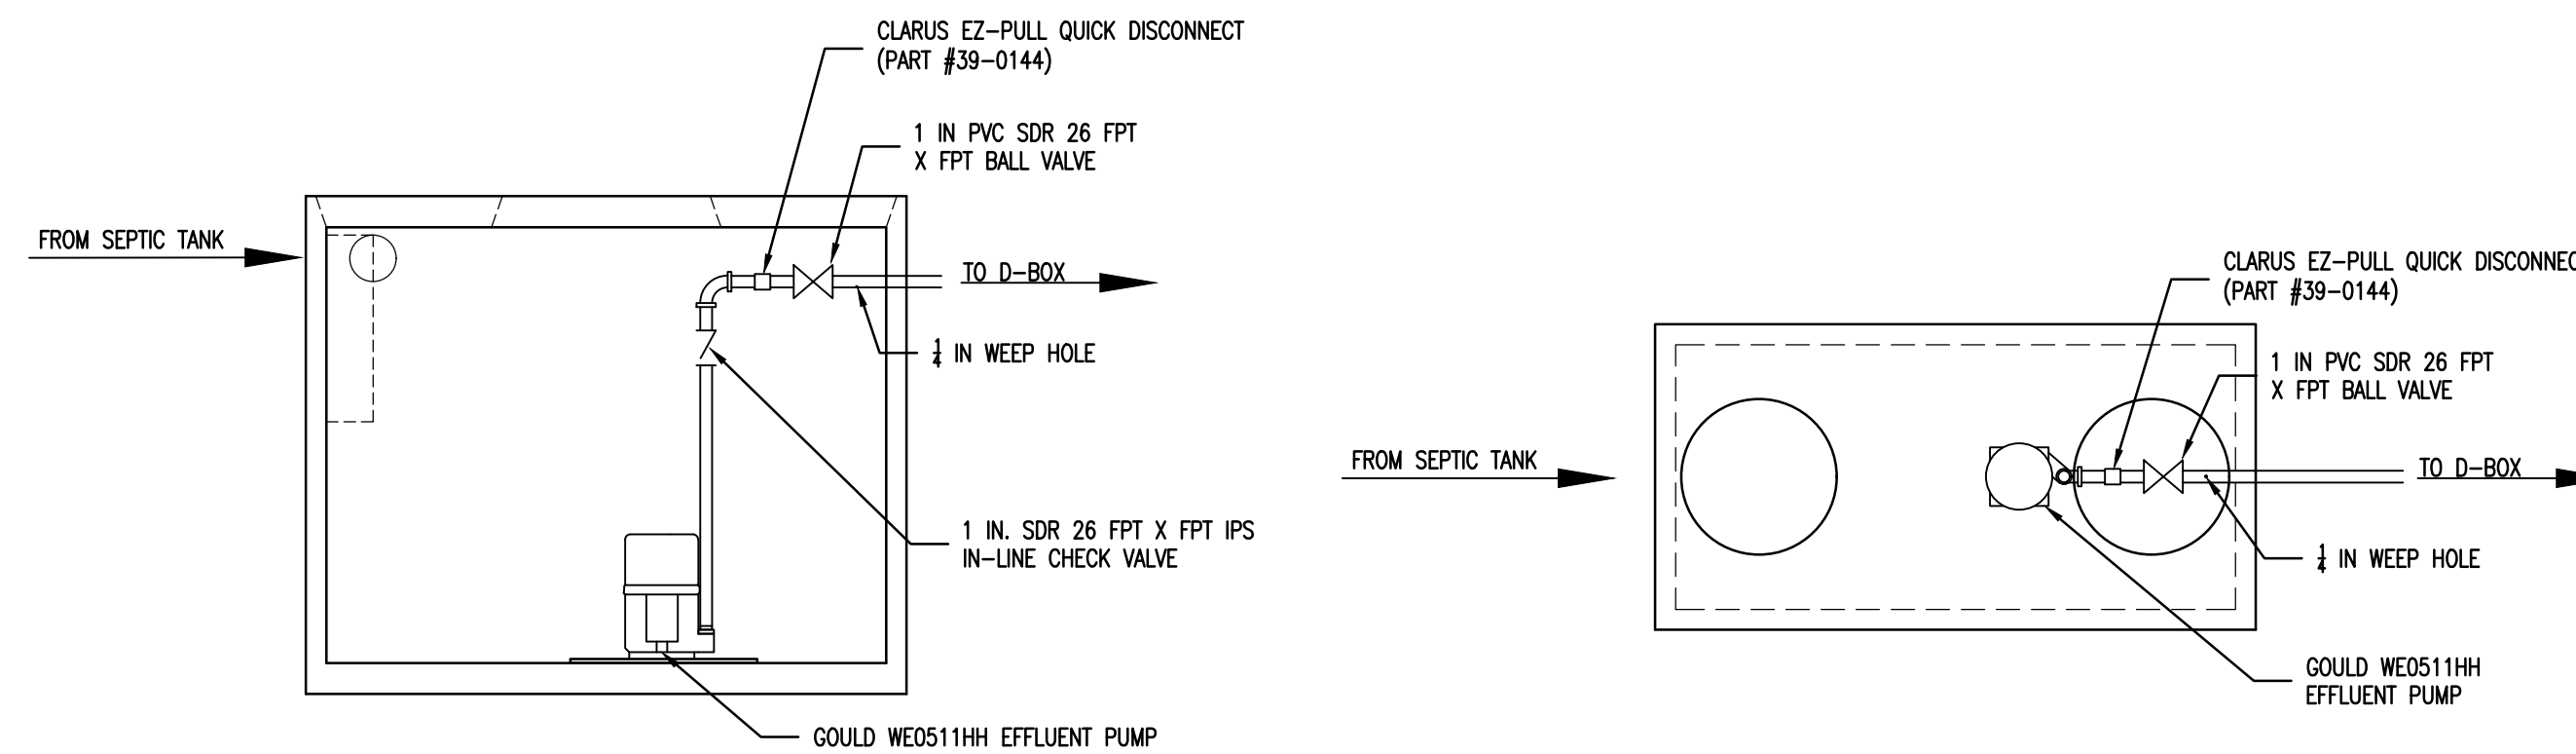 CLARUS EZ-PULL QUICK DISCONNECT
(PART #39-0144)
1 IN PVC SDR 26 FPT
X FPT BALL VALVE
FROM SEPTIC TANK
TO D-BOX
1/4 IN WEEP HOLE
1 IN. SDR 26 FPT X FPT IPS
IN-LINE CHECK VALVE
GOULD WE0511HH EFFLUENT PUMP
CLARUS EZ-PULL QUICK DISCONNEC
(PART #39-0144)
1 IN PVC SDR 26 FPT
X FPT BALL VALVE
FROM SEPTIC TANK
TO D-BOX
1/4 IN WEEP HOLE
GOULD WE0511HH
EFFLUENT PUMP